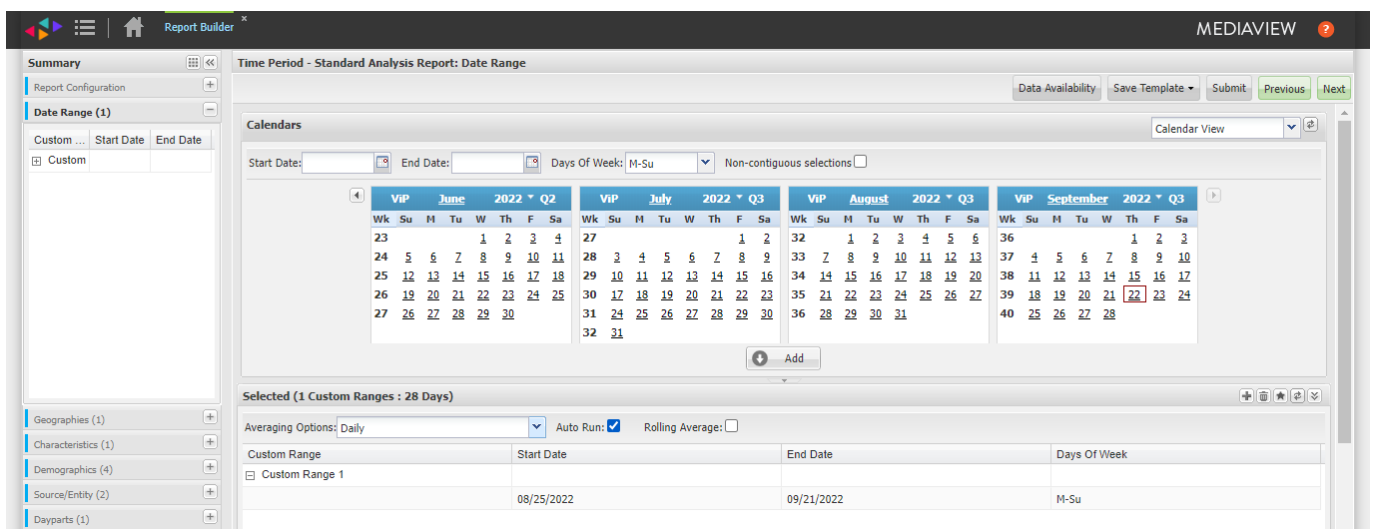 Report Builder × MEDIAVIEW ?
Summary
Report Configuration
Date Range (1)
Custom ... Start Date End Date
Custom
Geographies (1)
Characteristics (1)
Demographics (4)
Source/Entity (2)
Dayparts (1)
Time Period - Standard Analysis Report: Date Range
Data Availability Save Template Submit Previous Next
Calendars Calendar View
Start Date: End Date: Days Of Week: M-Su Non-contiguous selections
ViP June 2022 Q2
Wk Su M Tu W Th F Sa
23 1 2 3 4
24 5 6 7 8 9 10 11
25 12 13 14 15 16 17 18
26 19 20 21 22 23 24 25
27 26 27 28 29 30
ViP July 2022 Q3
Wk Su M Tu W Th F Sa
27 1 2
28 3 4 5 6 7 8 9
29 10 11 12 13 14 15 16
30 17 18 19 20 21 22 23
31 24 25 26 27 28 29 30
32 31
ViP August 2022 Q3
Wk Su M Tu W Th F Sa
32 1 2 3 4 5 6
33 7 8 9 10 11 12 13
34 14 15 16 17 18 19 20
35 21 22 23 24 25 26 27
36 28 29 30 31
ViP September 2022 Q3
Wk Su M Tu W Th F Sa
36 1 2 3
37 4 5 6 7 8 9 10
38 11 12 13 14 15 16 17
39 18 19 20 21 22 23 24
40 25 26 27 28
Add
Selected (1 Custom Ranges : 28 Days)
Averaging Options: Daily Auto Run: Rolling Average:
Custom Range Start Date End Date Days Of Week
Custom Range 1
08/25/2022 09/21/2022 M-Su